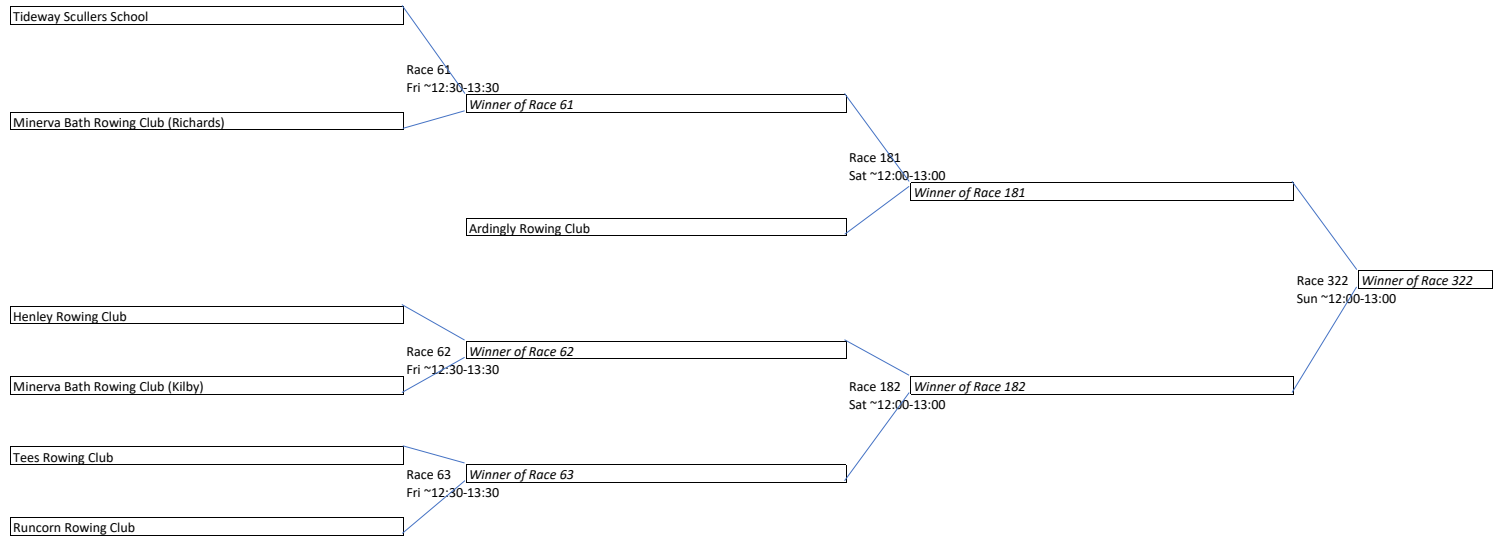 Tideway Scullers School
Race 61
Fri ~12:30-13:30
Winner of Race 61
Minerva Bath Rowing Club (Richards)
Race 181
Sat ~12:00-13:00
Winner of Race 181
Ardingly Rowing Club
Race 322
Winner of Race 322
Sun ~12:00-13:00
Henley Rowing Club
Race 62
Winner of Race 62
Fri ~12:30-13:30
Minerva Bath Rowing Club (Kilby)
Race 182
Winner of Race 182
Sat ~12:00-13:00
Tees Rowing Club
Race 63
Winner of Race 63
Fri ~12:30-13:30
Runcorn Rowing Club